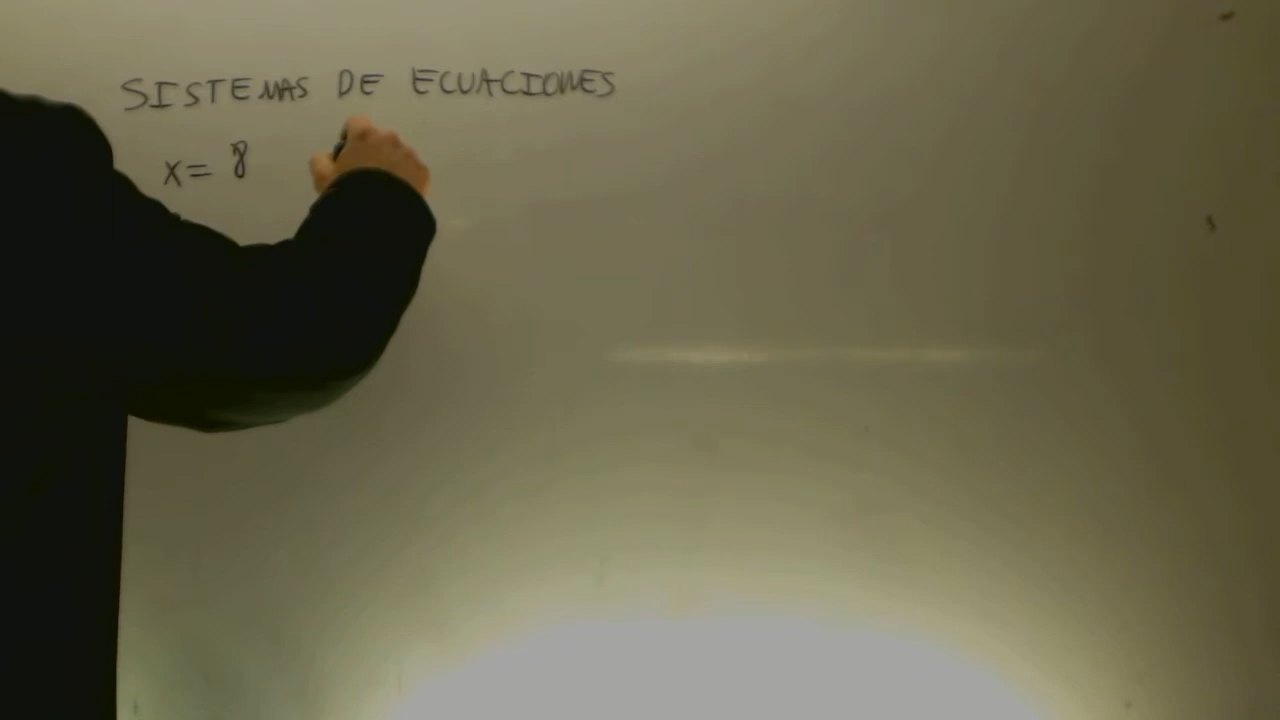 SISTEMAS DE ECUACIONES
x = 8